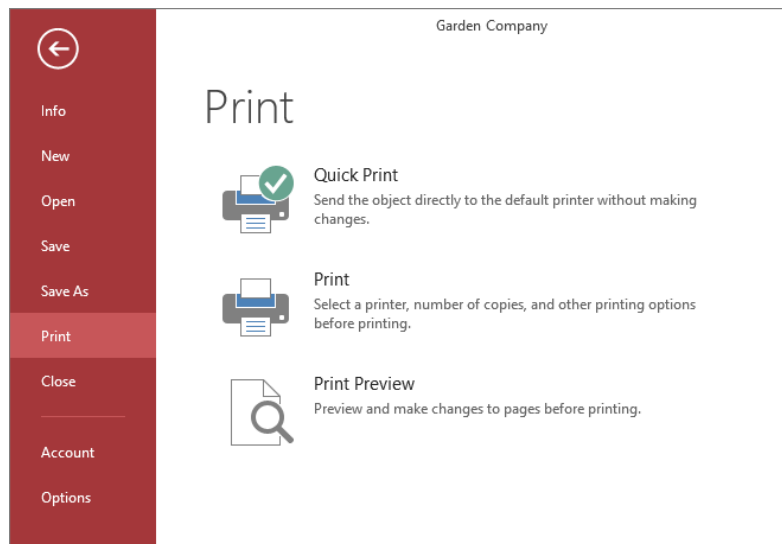 Garden Company
Info
New
Open
Save
Save As
Print
Close
Account
Options
Print
Quick Print
Send the object directly to the default printer without making
changes.
Print
Select a printer, number of copies, and other printing options
before printing.
Print Preview
Preview and make changes to pages before printing.